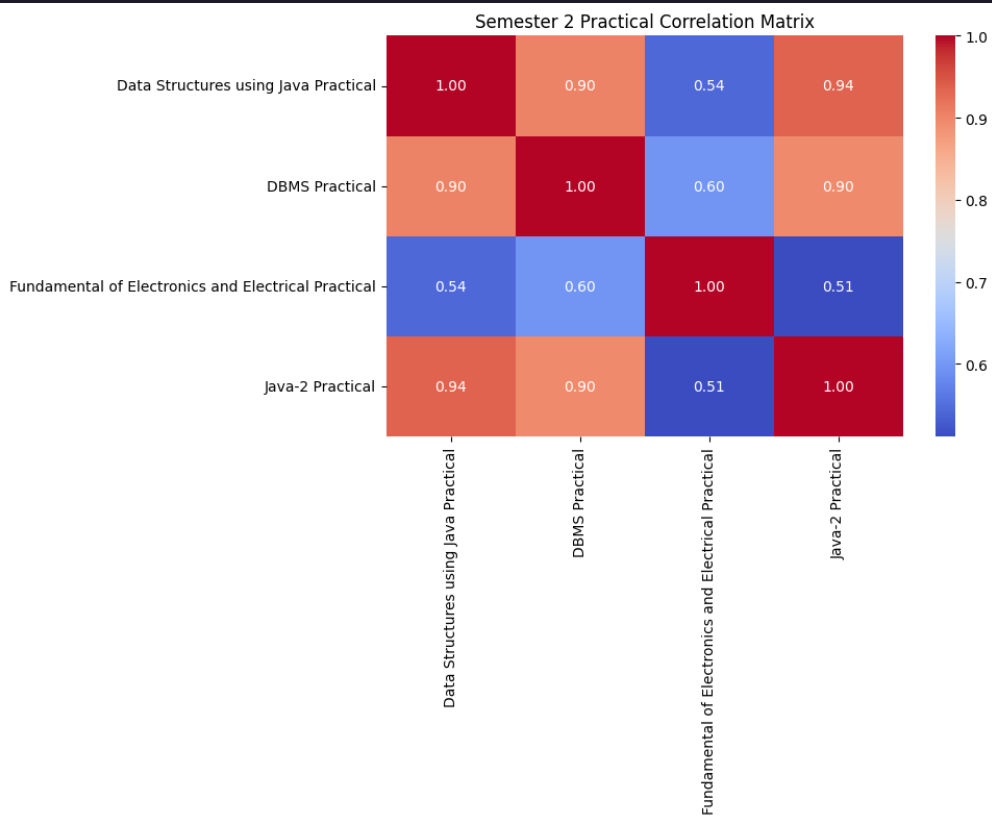 Semester 2 Practical Correlation Matrix
Data Structures using Java Practical
1.00 0.90 0.54 0.94
DBMS Practical
0.90 1.00 0.60 0.90
Fundamental of Electronics and Electrical Practical
0.54 0.60 1.00 0.51
Java-2 Practical
0.94 0.90 0.51 1.00
Data Structures using Java Practical
DBMS Practical
Fundamental of Electronics and Electrical Practical
Java-2 Practical
1.0
0.9
0.8
0.7
0.6